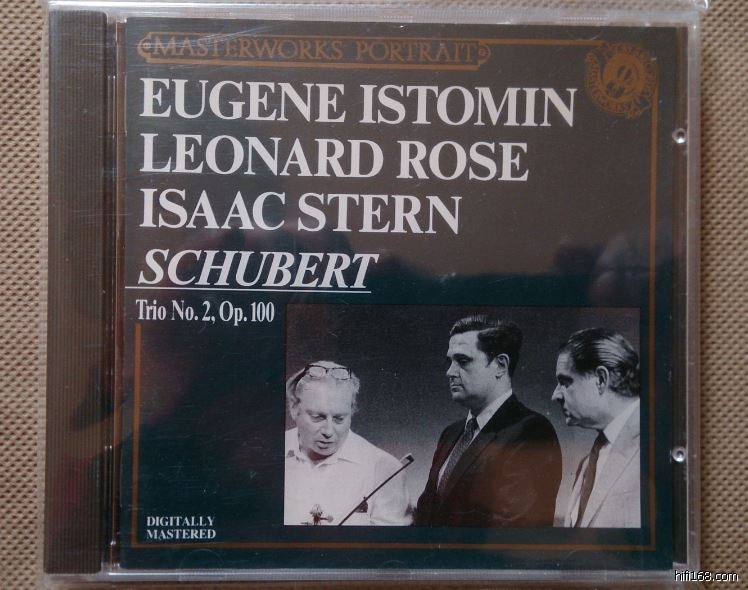 MASTERWORKS PORTRAIT
EUGENE ISTOMIN
LEONARD ROSE
ISAAC STERN
SCHUBERT
Trio No. 2, Op. 100
DIGITALLY
MASTERED
hifi168.com